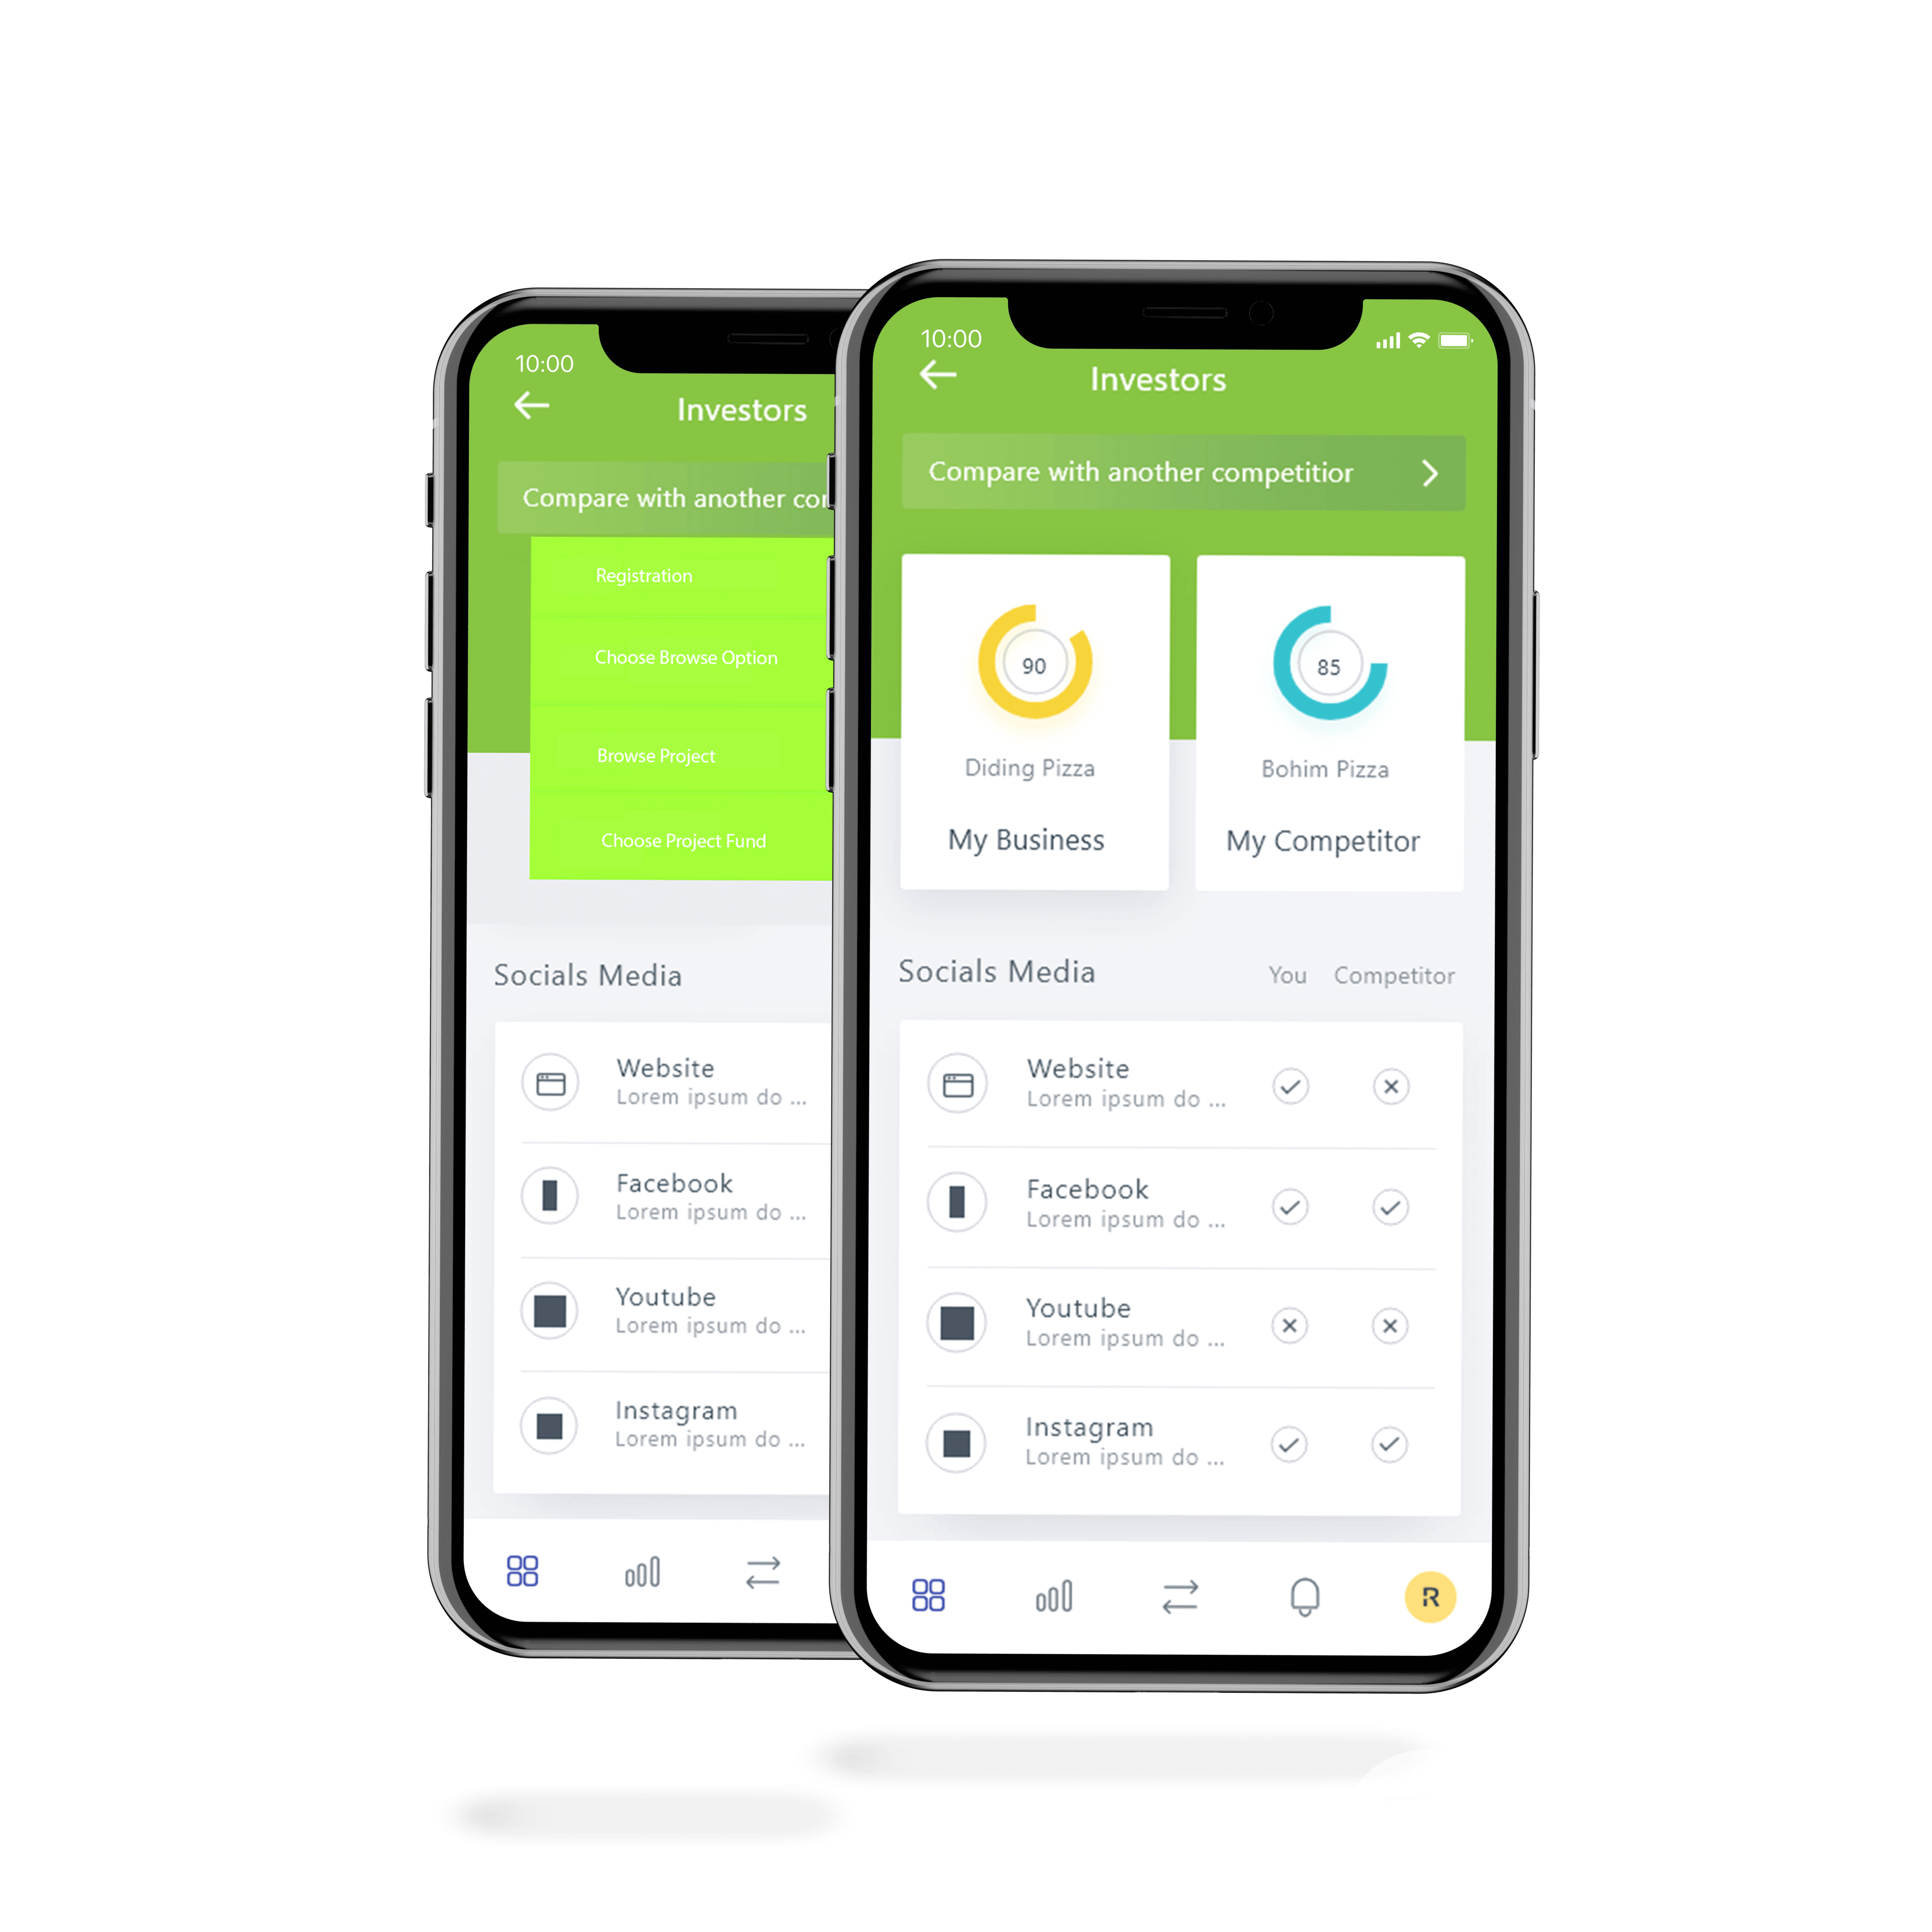 10:00
Investors
Compare with another
Registration
Choose Browse Option
Browse Project
Choose Project Fund
Socials Media
Website
Lorem ipsum do ...
Facebook
Lorem ipsum do ...
Youtube
Lorem ipsum do ...
Instagram
Lorem ipsum do ...
10:00
Investors
Compare with another competitior
90
85
Diding Pizza
Bohim Pizza
My Business
My Competitor
Socials Media You Competitor
Website
Lorem ipsum do ...
Facebook
Lorem ipsum do ...
Youtube
Lorem ipsum do ...
Instagram
Lorem ipsum do ...
R